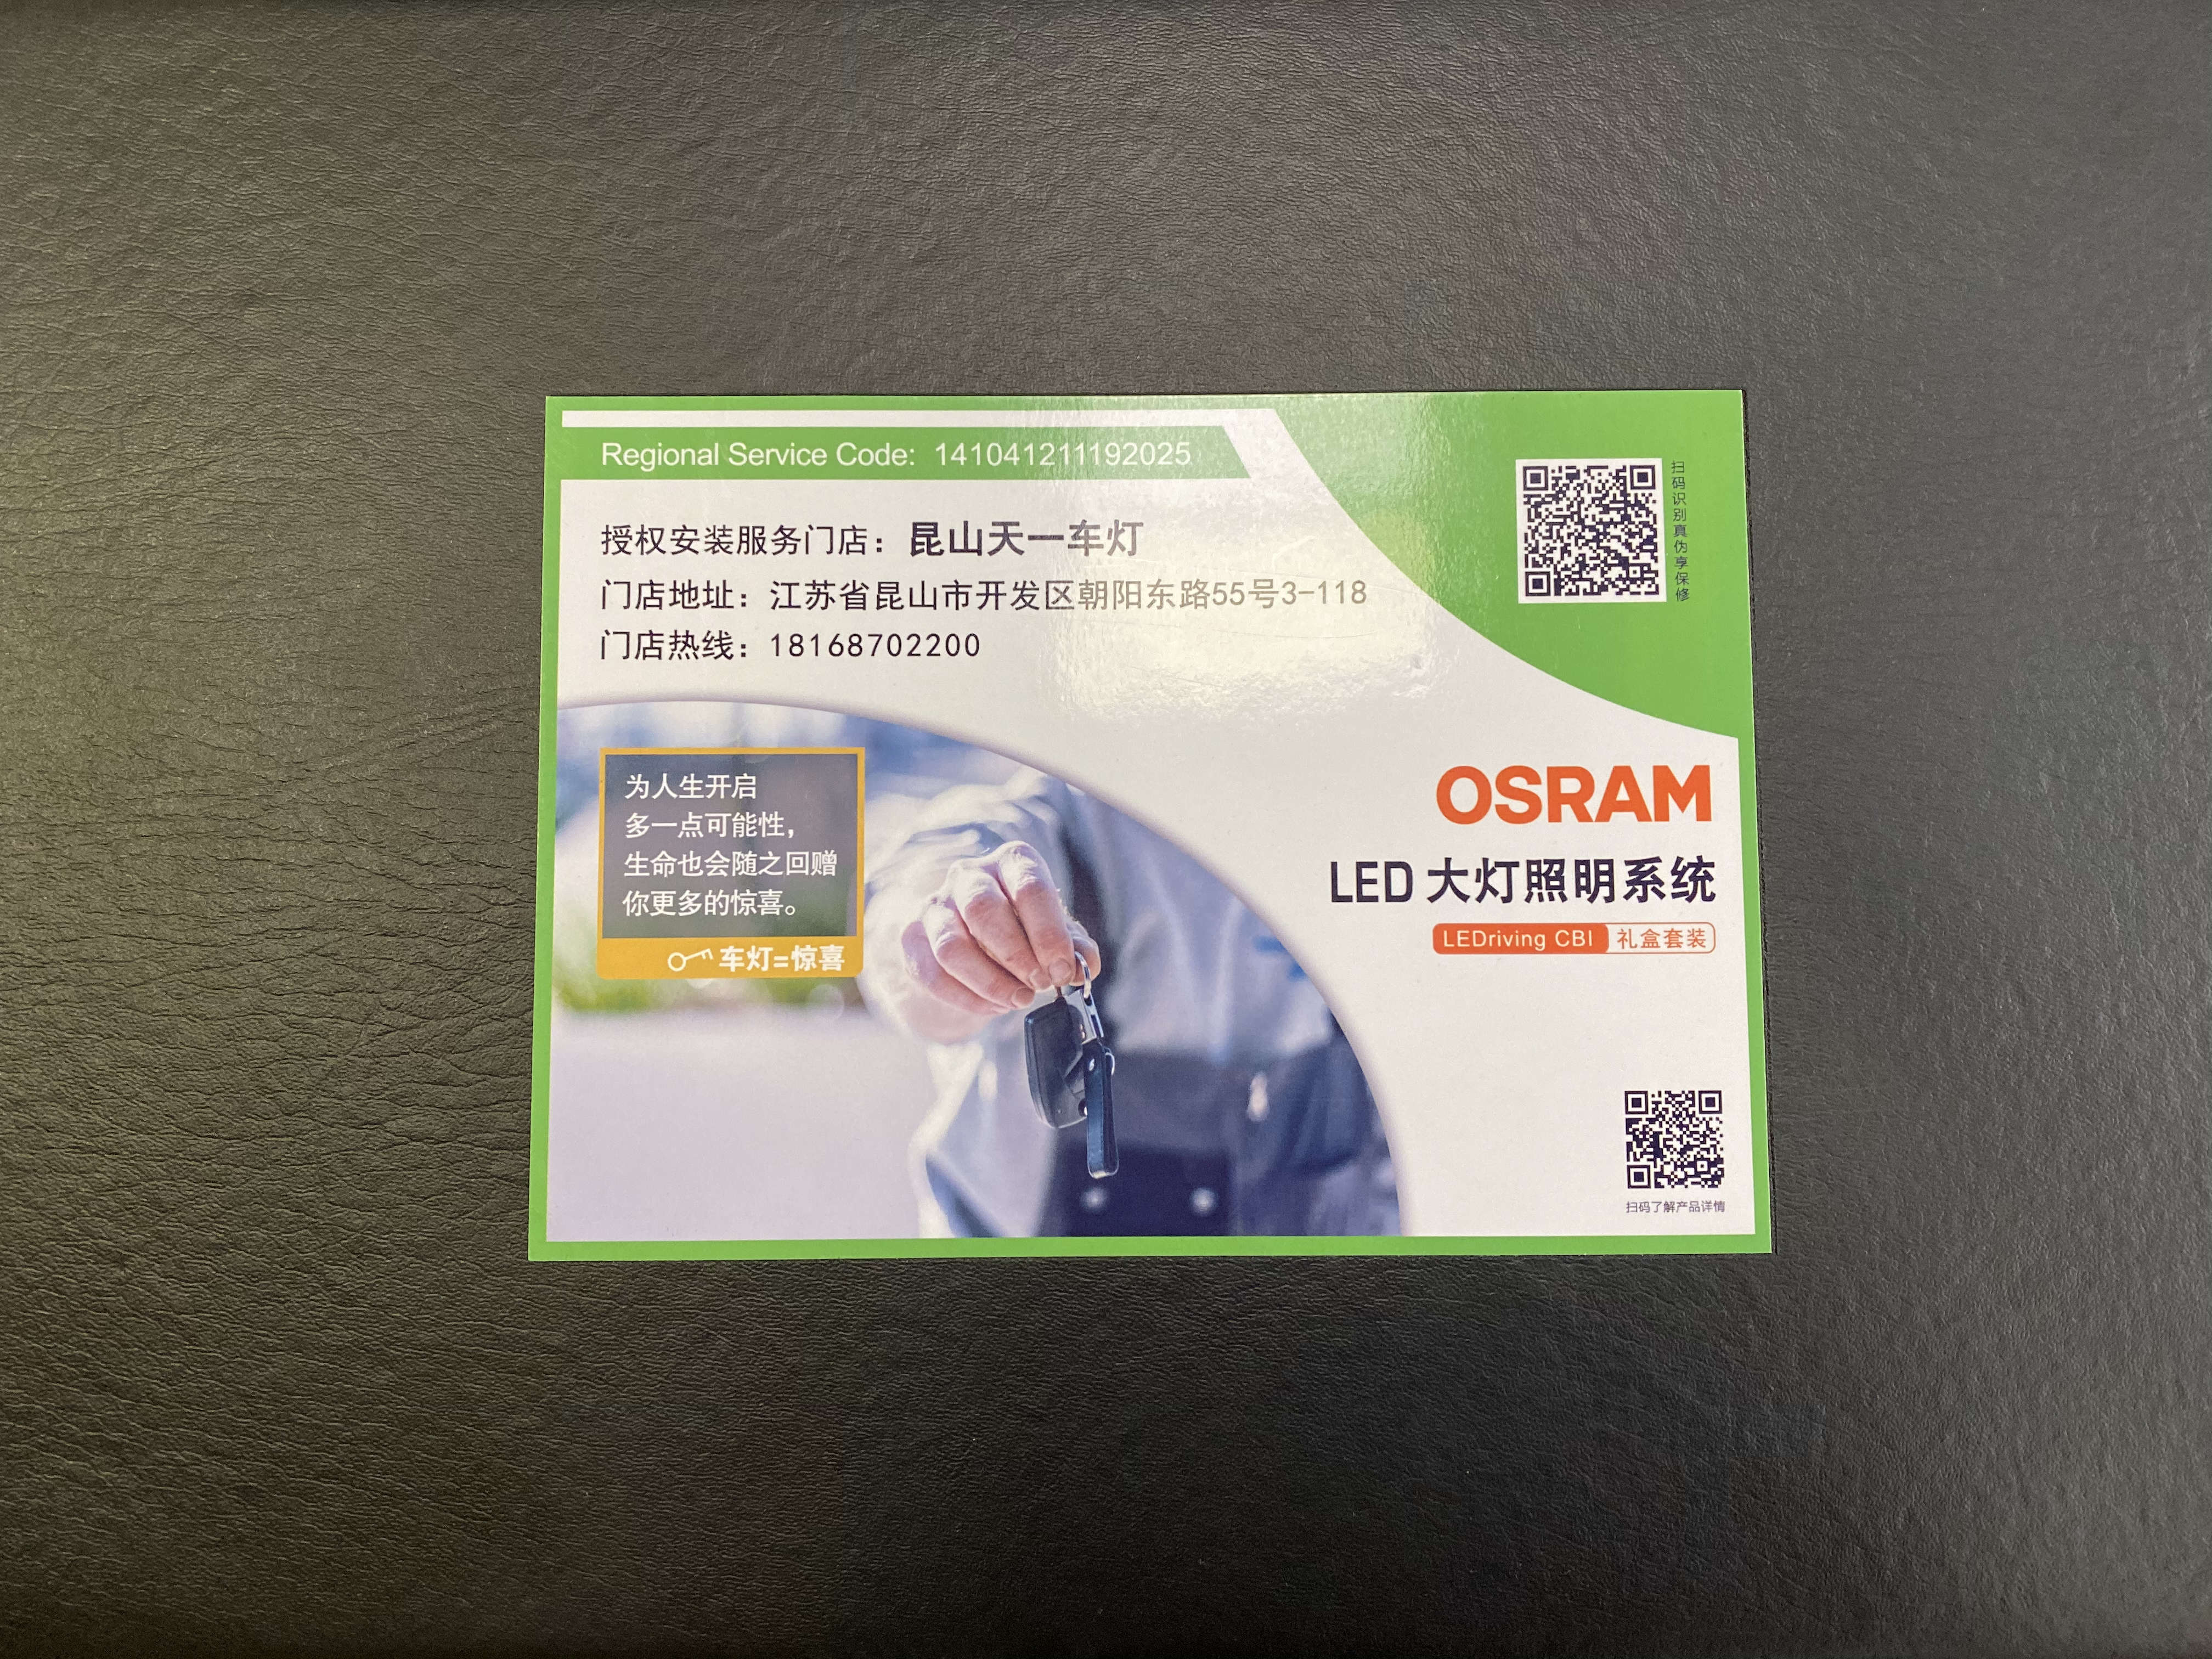 Regional Service Code: 141041211192025
授权安装服务门店：昆山天一车灯
门店地址：江苏省昆山市开发区朝阳东路55号3-118
门店热线：18168702200
扫码识别真伪享保修
为人生开启
多一点可能性，
生命也会随之回赠
你更多的惊喜。
车灯=惊喜
OSRAM
LED 大灯照明系统
LEDriving CBI 礼盒套装
扫码了解产品详情